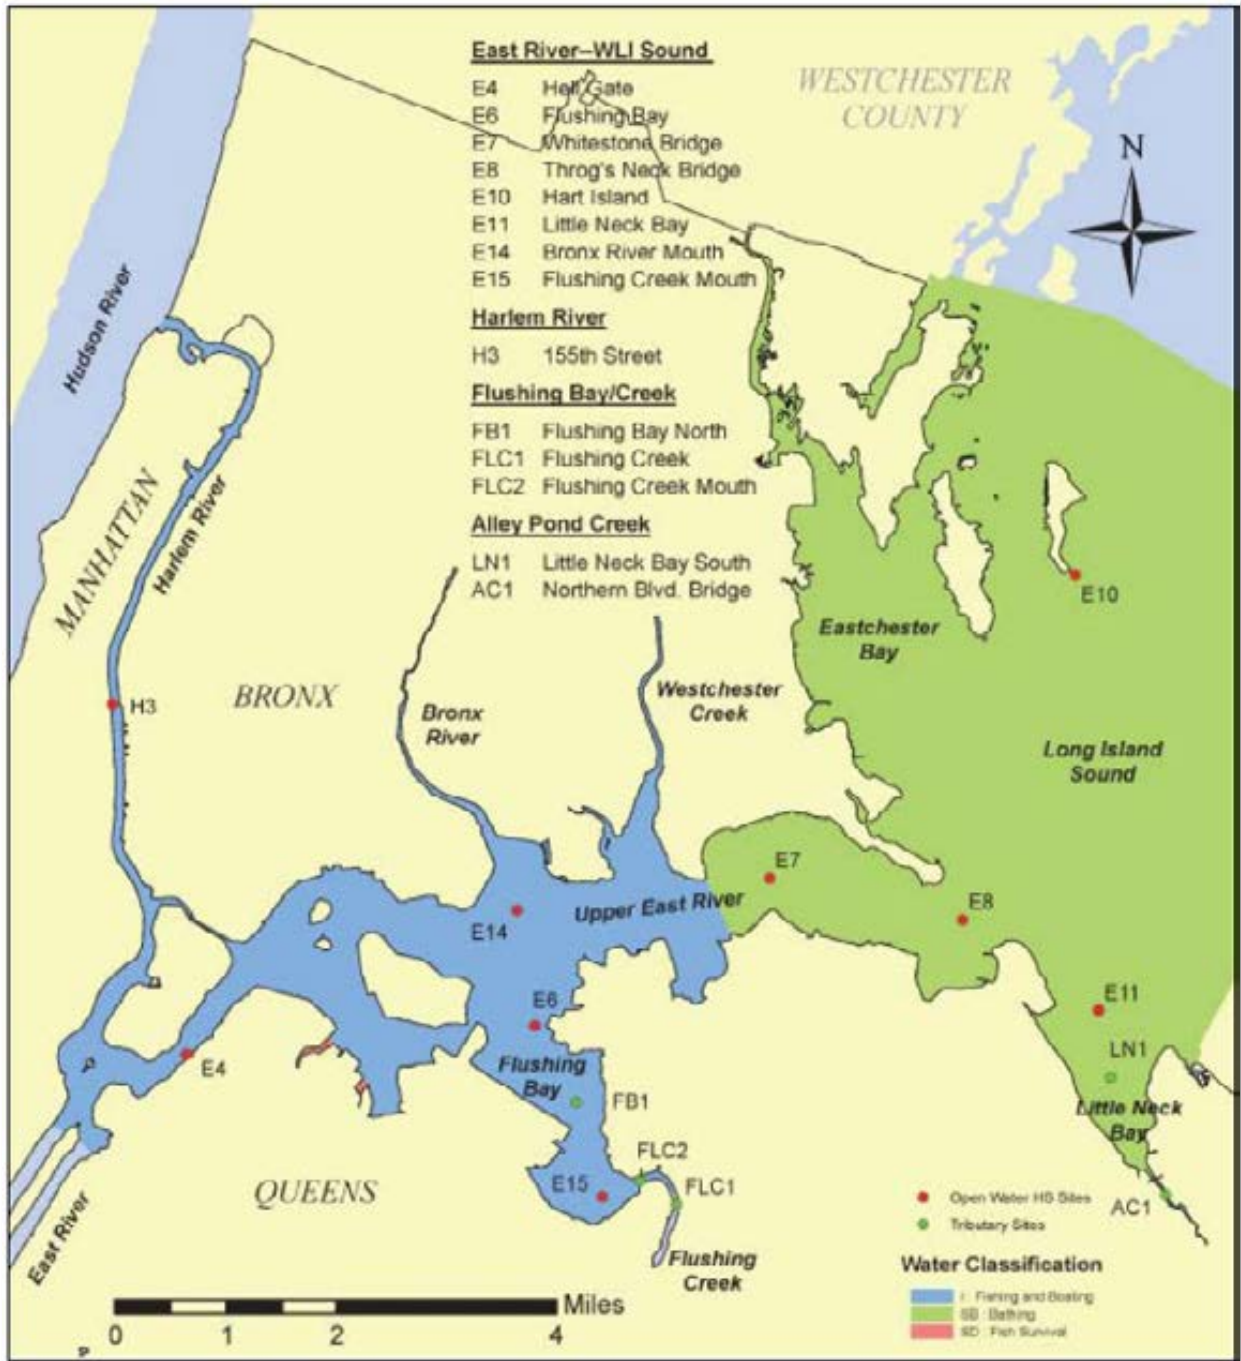 East River–WLI Sound
E4 Hell Gate
E6 Flushing Bay
E7 Whitestone Bridge
E8 Throg's Neck Bridge
E10 Hart Island
E11 Little Neck Bay
E14 Bronx River Mouth
E15 Flushing Creek Mouth
Harlem River
H3 155th Street
Flushing Bay/Creek
FB1 Flushing Bay North
FLC1 Flushing Creek
FLC2 Flushing Creek Mouth
Alley Pond Creek
LN1 Little Neck Bay South
AC1 Northern Blvd. Bridge
WESTCHESTER
COUNTY
N
Hudson River
MANHATTAN
Harlem River
E10
Eastchester
Bay
BRONX
H3
Bronx
River
Westchester
Creek
Long Island
Sound
E7
Upper East River
E8
E14
E6
E11
E4
Flushing
Bay
LN1
FB1
Little Neck
Bay
FLC2
QUEENS
E15
FLC1
AC1
East River
Flushing
Creek
Open Water HS Sites
Tributary Sites
Water Classification
I : Fishing and Boating
SB : Bathing
SD : Fish Survival
Miles
0 1 2 4